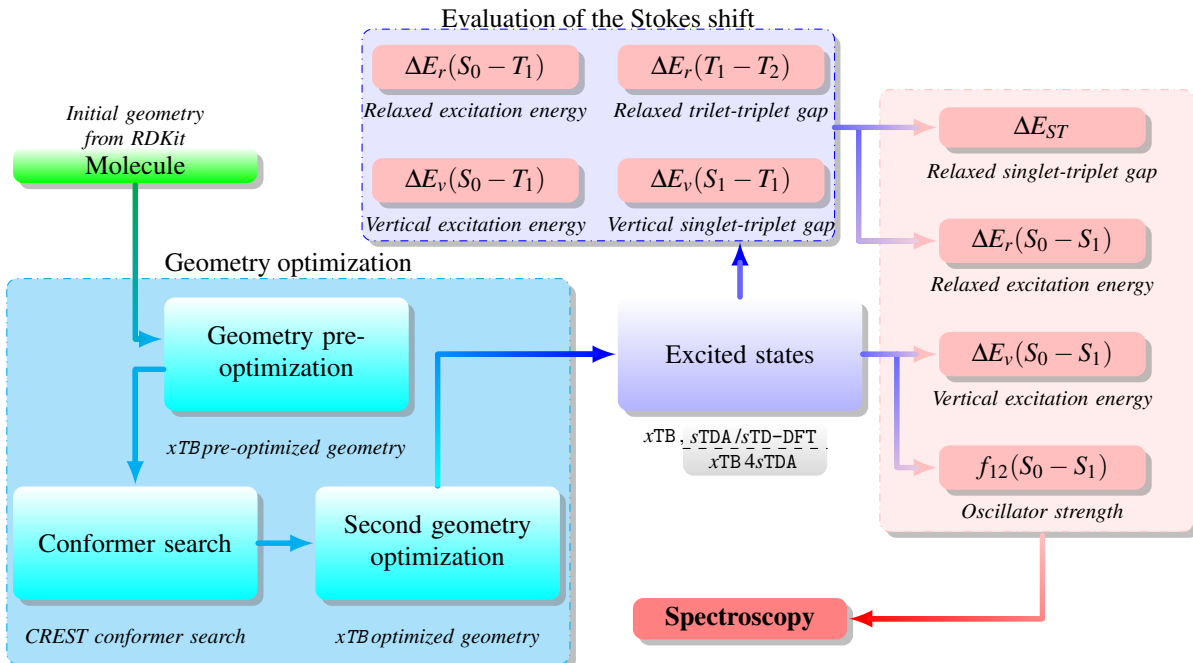 Evaluation of the Stokes shift
ΔE_r(S_0 − T_1)
Relaxed excitation energy
ΔE_r(T_1 − T_2)
Relaxed trilet-triplet gap
ΔE_v(S_0 − T_1)
Vertical excitation energy
ΔE_v(S_1 − T_1)
Vertical singlet-triplet gap
Initial geometry
from RDKit
Molecule
Geometry optimization
Geometry pre-
optimization
xTB pre-optimized geometry
Conformer search
CREST conformer search
Second geometry
optimization
xTB optimized geometry
Excited states
xTB, sTDA/sTD-DFT
xTB4sTDA
ΔE_ST
Relaxed singlet-triplet gap
ΔE_r(S_0 − S_1)
Relaxed excitation energy
ΔE_v(S_0 − S_1)
Vertical excitation energy
f_12(S_0 − S_1)
Oscillator strength
Spectroscopy